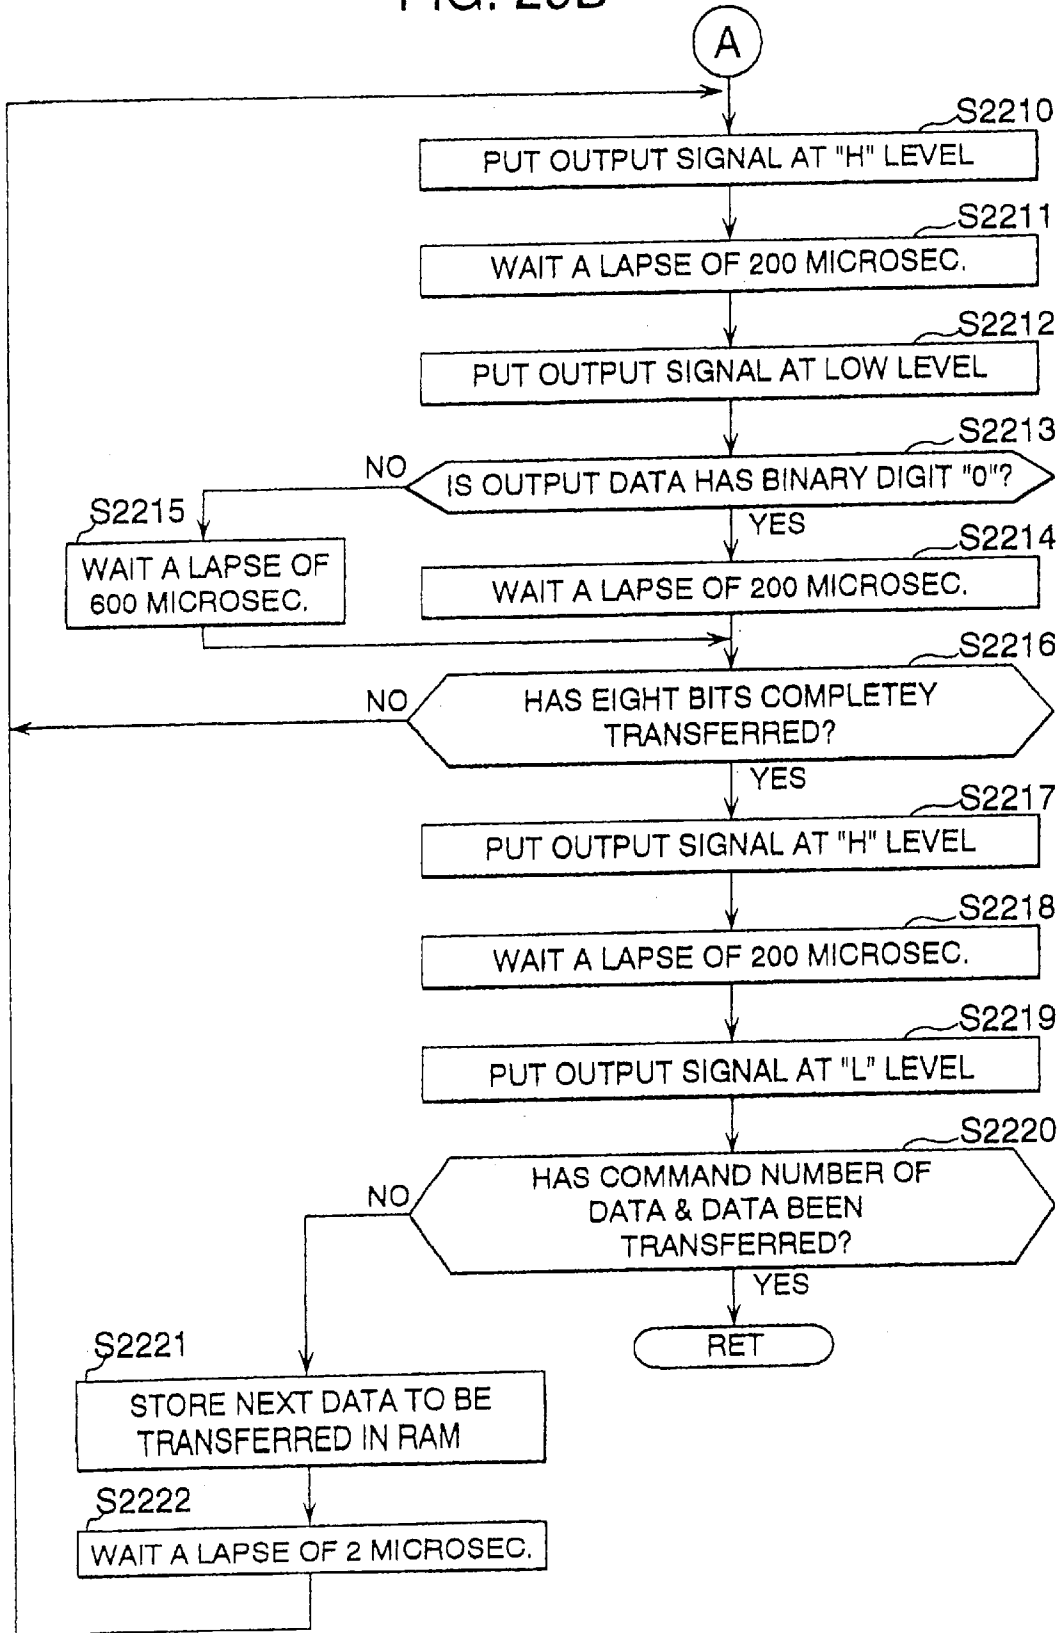 A
S2210
PUT OUTPUT SIGNAL AT "H" LEVEL
S2211
WAIT A LAPSE OF 200 MICROSEC.
S2212
PUT OUTPUT SIGNAL AT LOW LEVEL
S2213
IS OUTPUT DATA HAS BINARY DIGIT "0"?
NO
YES
S2215
WAIT A LAPSE OF
600 MICROSEC.
S2214
WAIT A LAPSE OF 200 MICROSEC.
S2216
HAS EIGHT BITS COMPLETEY
TRANSFERRED?
NO
YES
S2217
PUT OUTPUT SIGNAL AT "H" LEVEL
S2218
WAIT A LAPSE OF 200 MICROSEC.
S2219
PUT OUTPUT SIGNAL AT "L" LEVEL
S2220
HAS COMMAND NUMBER OF
DATA & DATA BEEN
TRANSFERRED?
NO
YES
RET
S2221
STORE NEXT DATA TO BE
TRANSFERRED IN RAM
S2222
WAIT A LAPSE OF 2 MICROSEC.